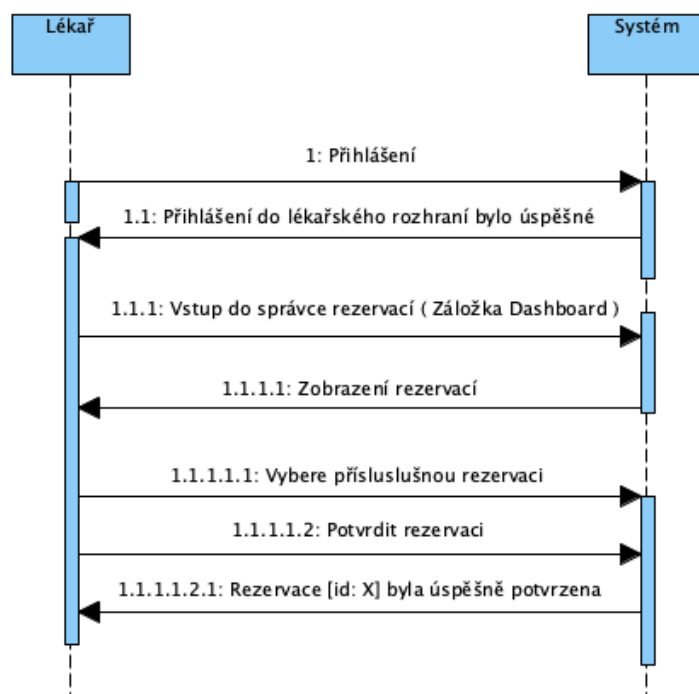 Lékař
Systém
1: Přihlášení
1.1: Přihlášení do lékařského rozhraní bylo úspěšné
1.1.1: Vstup do správce rezervací ( Záložka Dashboard )
1.1.1.1: Zobrazení rezervací
1.1.1.1.1: Vybere přísluslušnou rezervaci
1.1.1.1.2: Potvrdit rezervaci
1.1.1.1.2.1: Rezervace [id: X] byla úspěšně potvrzena